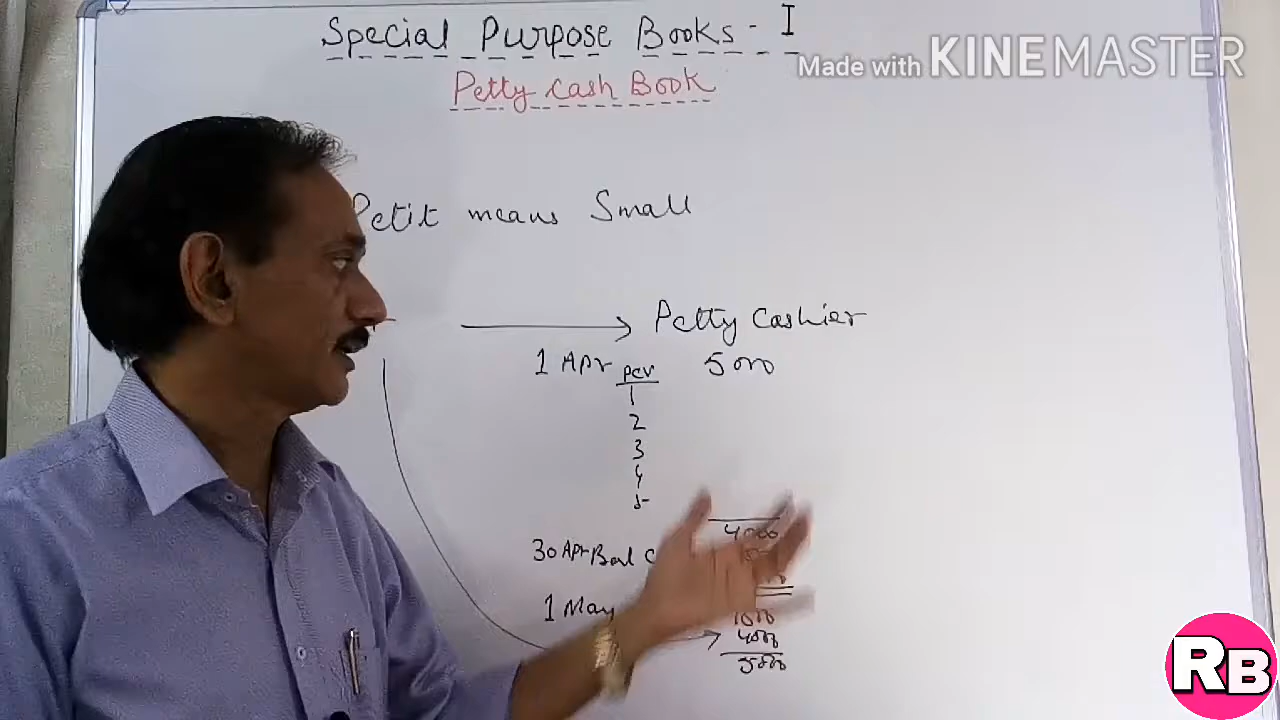 Special Purpose Books - I
Made with KINEMASTER
Petty Cash Book
Petit means Small
Petty Cashier
1 Apr 5000
PCV
1
2
3
4
5
4000
30 Apr Bal C
1 May 1000
4000
5000
RB